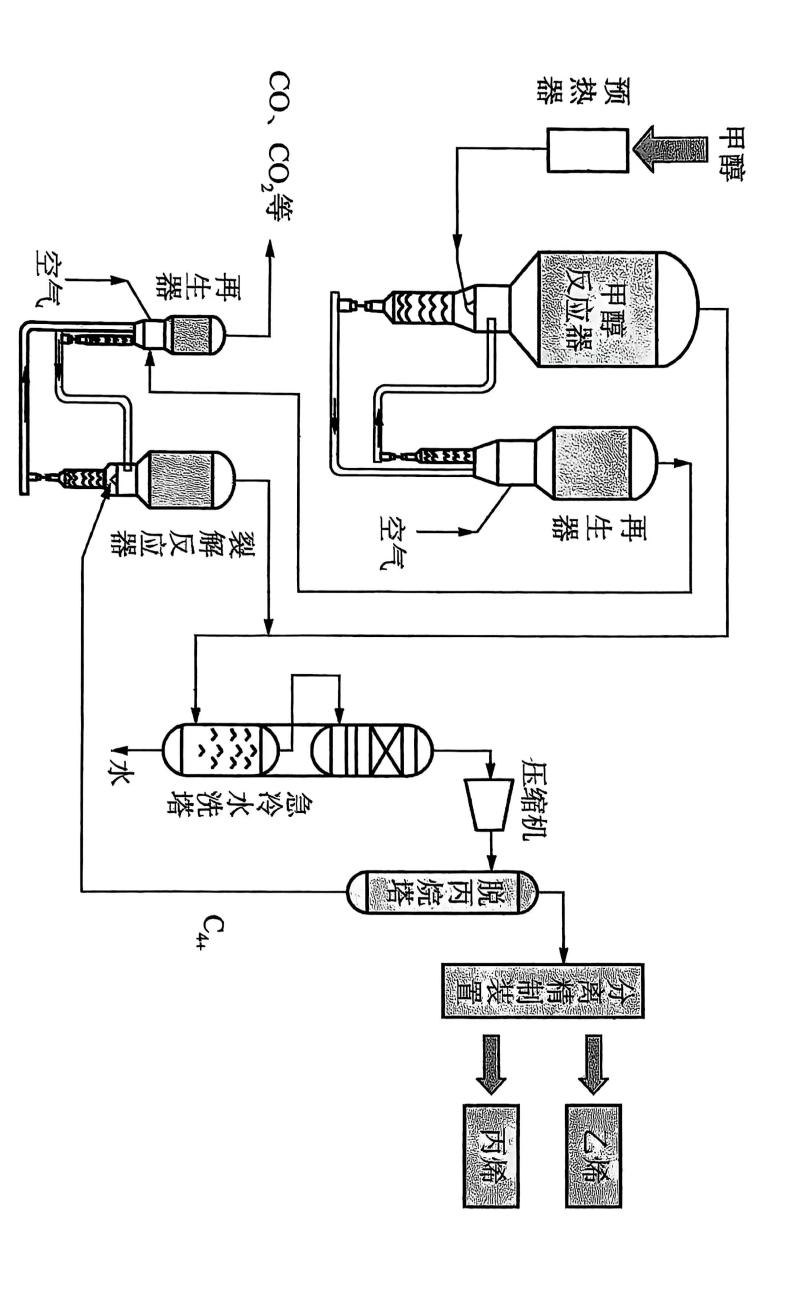 甲醇
预热器
甲醇反应器
再生器
空气
CO、CO₂等
再生器
空气
裂解反应器
急冷水洗塔
水
压缩机
脱丙烷塔
C₄₊
分离精制装置
乙烯
丙烯